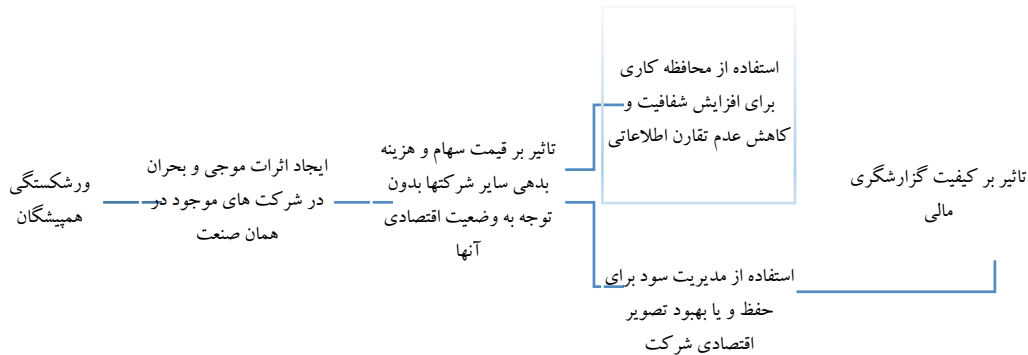 ورشکستگی
همپیشگان
ایجاد اثرات موجی و بحران
در شرکت های موجود در
همان صنعت
تاثیر بر قیمت سهام و هزینه
بدهی سایر شرکتها بدون
توجه به وضعیت اقتصادی
آنها
استفاده از محافظه کاری
برای افزایش شفافیت و
کاهش عدم تقارن اطلاعاتی
استفاده از مدیریت سود برای
حفظ و یا بهبود تصویر
اقتصادی شرکت
تاثیر بر کیفیت گزارشگری
مالی